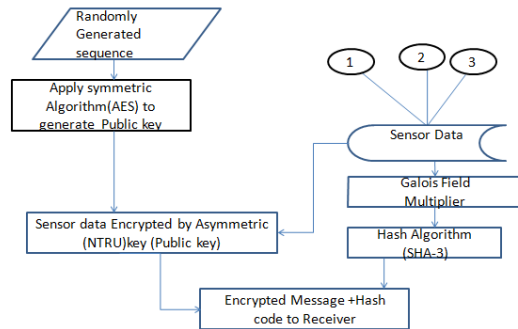 Randomly
Generated
sequence
Apply symmetric
Algorithm(AES) to
generate Public key
1
2
3
Sensor Data
Galois Field
Multiplier
Hash Algorithm
(SHA-3)
Sensor data Encrypted by Asymmetric
(NTRU)key (Public key)
Encrypted Message +Hash
code to Receiver